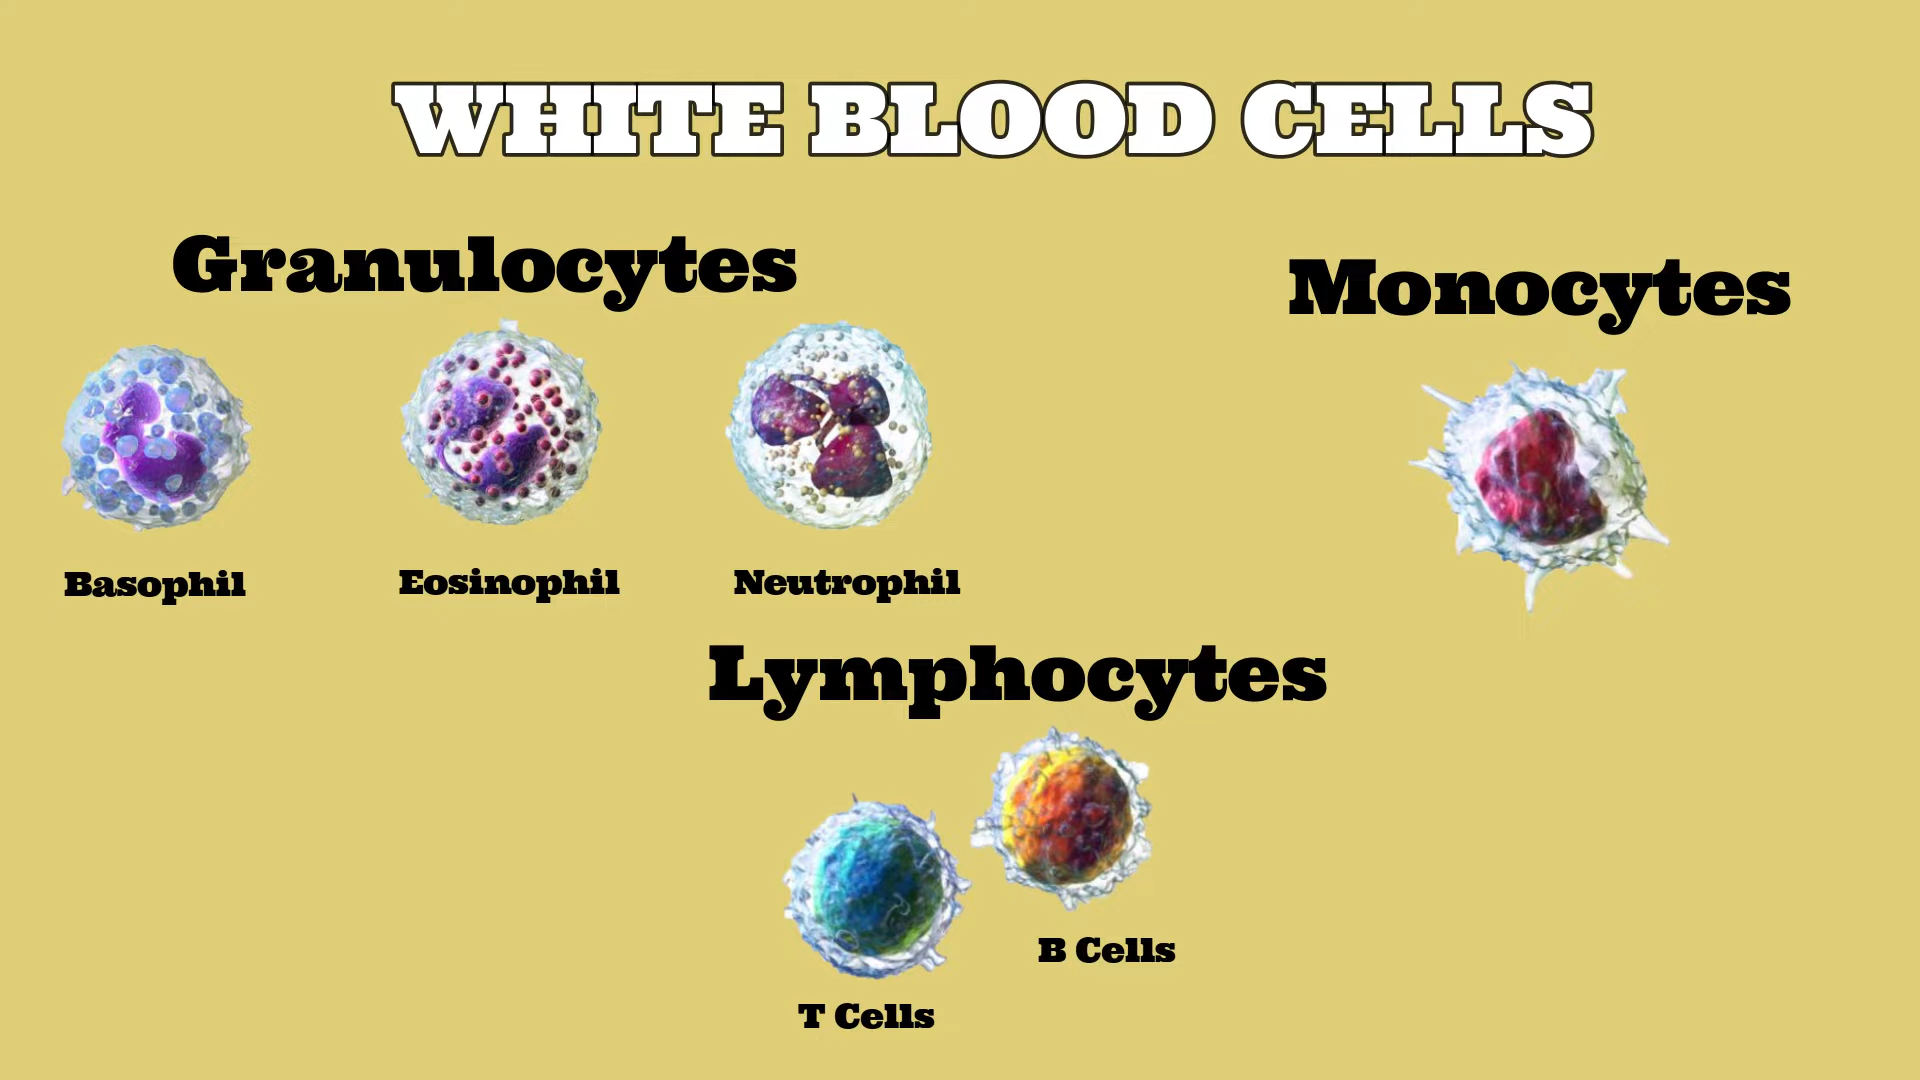 WHITE BLOOD CELLS
Granulocytes
Monocytes
Basophil
Eosinophil
Neutrophil
Lymphocytes
B Cells
T Cells